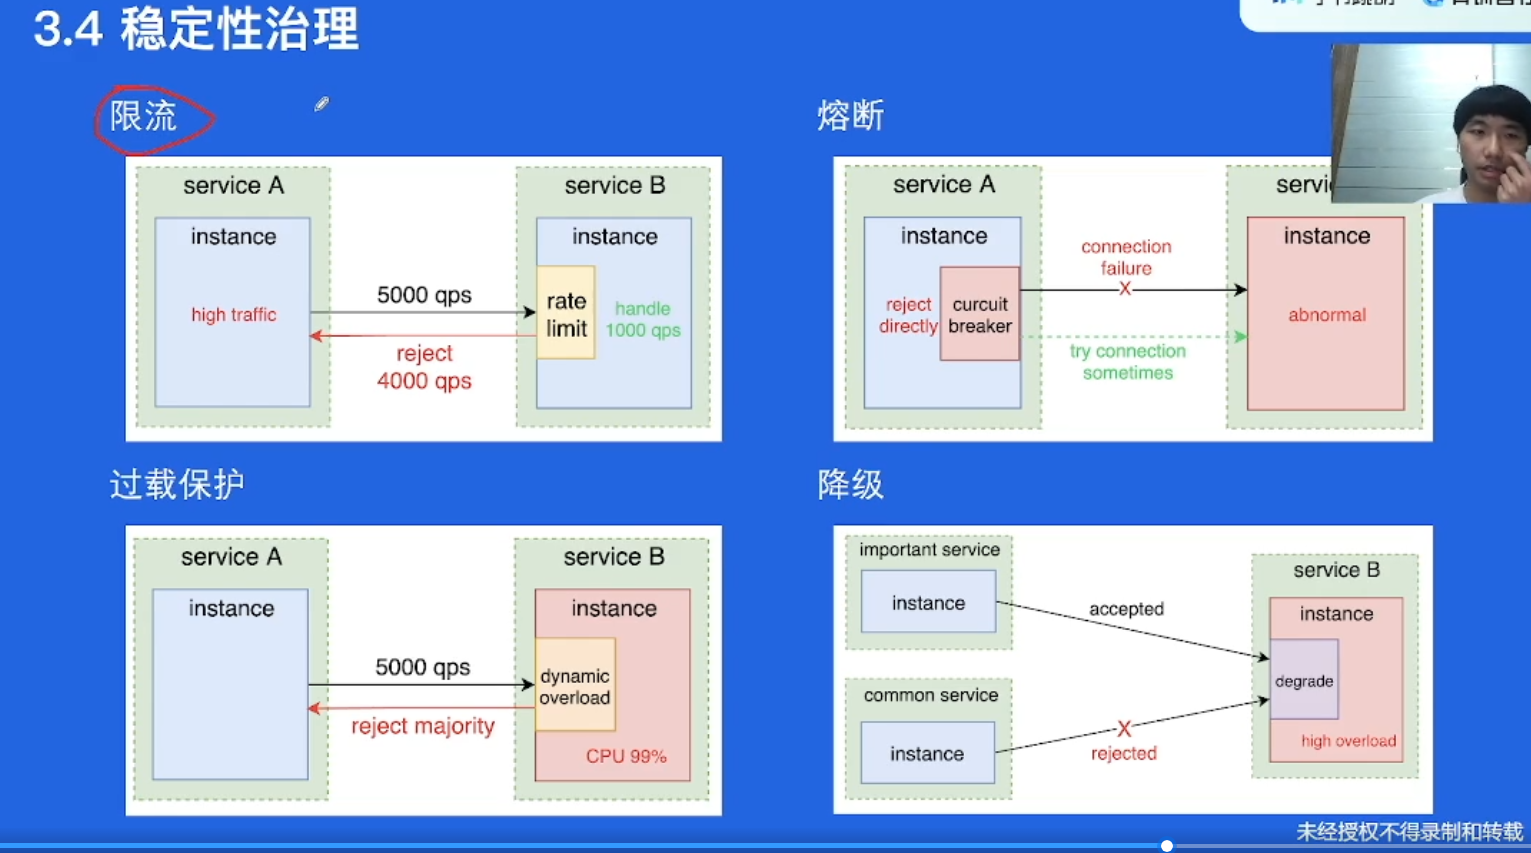 3.4 稳定性治理
限流
service A
instance
high traffic
5000 qps
reject
4000 qps
service B
instance
rate
limit
handle
1000 qps
熔断
service A
instance
reject
directly
curcuit
breaker
connection
failure
X
try connection
sometimes
instance
abnormal
过载保护
service A
instance
5000 qps
reject majority
service B
instance
dynamic
overload
CPU 99%
降级
important service
instance
accepted
common service
instance
X
rejected
service B
instance
degrade
high overload
未经授权不得录制和转载